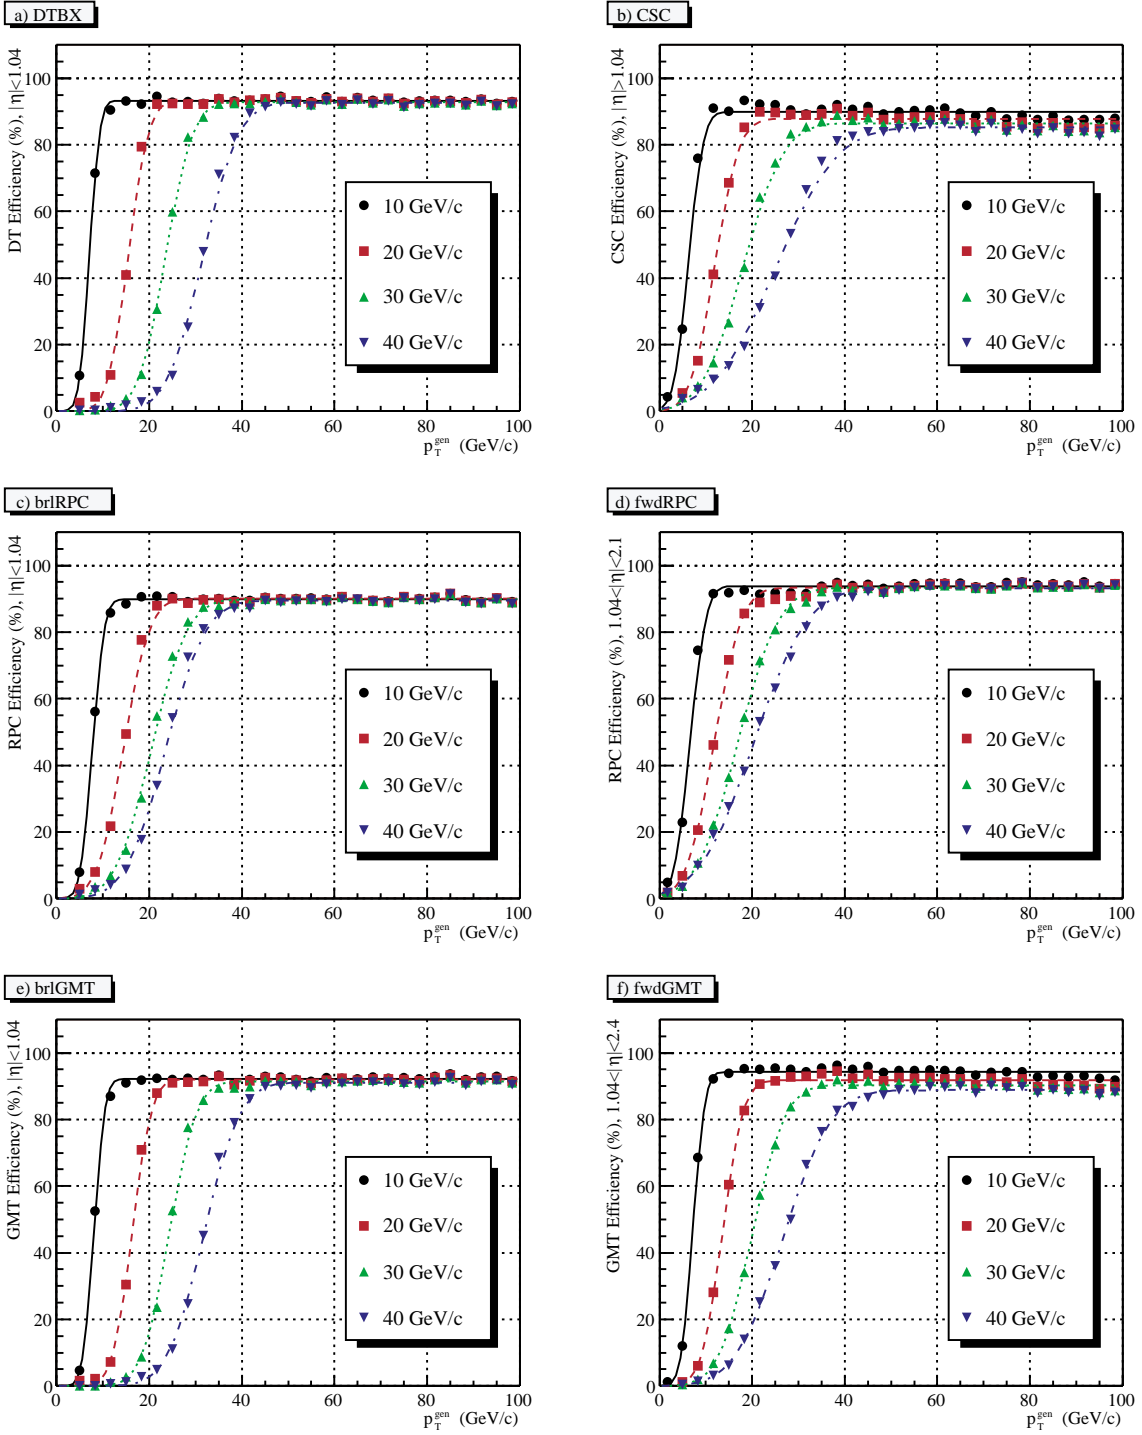 a) DTBX
DT Efficiency (%), |η|<1.04
100
80
60
40
20
0
10 GeV/c
20 GeV/c
30 GeV/c
40 GeV/c
0 20 40 60 80 100
p_T^gen (GeV/c)
b) CSC
CSC Efficiency (%), |η|>1.04
100
80
60
40
20
0
10 GeV/c
20 GeV/c
30 GeV/c
40 GeV/c
0 20 40 60 80 100
p_T^gen (GeV/c)
c) brlRPC
RPC Efficiency (%), |η|<1.04
100
80
60
40
20
0
10 GeV/c
20 GeV/c
30 GeV/c
40 GeV/c
0 20 40 60 80 100
p_T^gen (GeV/c)
d) fwdRPC
RPC Efficiency (%), 1.04<|η|<2.1
100
80
60
40
20
0
10 GeV/c
20 GeV/c
30 GeV/c
40 GeV/c
0 20 40 60 80 100
p_T^gen (GeV/c)
e) brlGMT
GMT Efficiency (%), |η|<1.04
100
80
60
40
20
0
10 GeV/c
20 GeV/c
30 GeV/c
40 GeV/c
0 20 40 60 80 100
p_T^gen (GeV/c)
f) fwdGMT
GMT Efficiency (%), 1.04<|η|<2.4
100
80
60
40
20
0
10 GeV/c
20 GeV/c
30 GeV/c
40 GeV/c
0 20 40 60 80 100
p_T^gen (GeV/c)